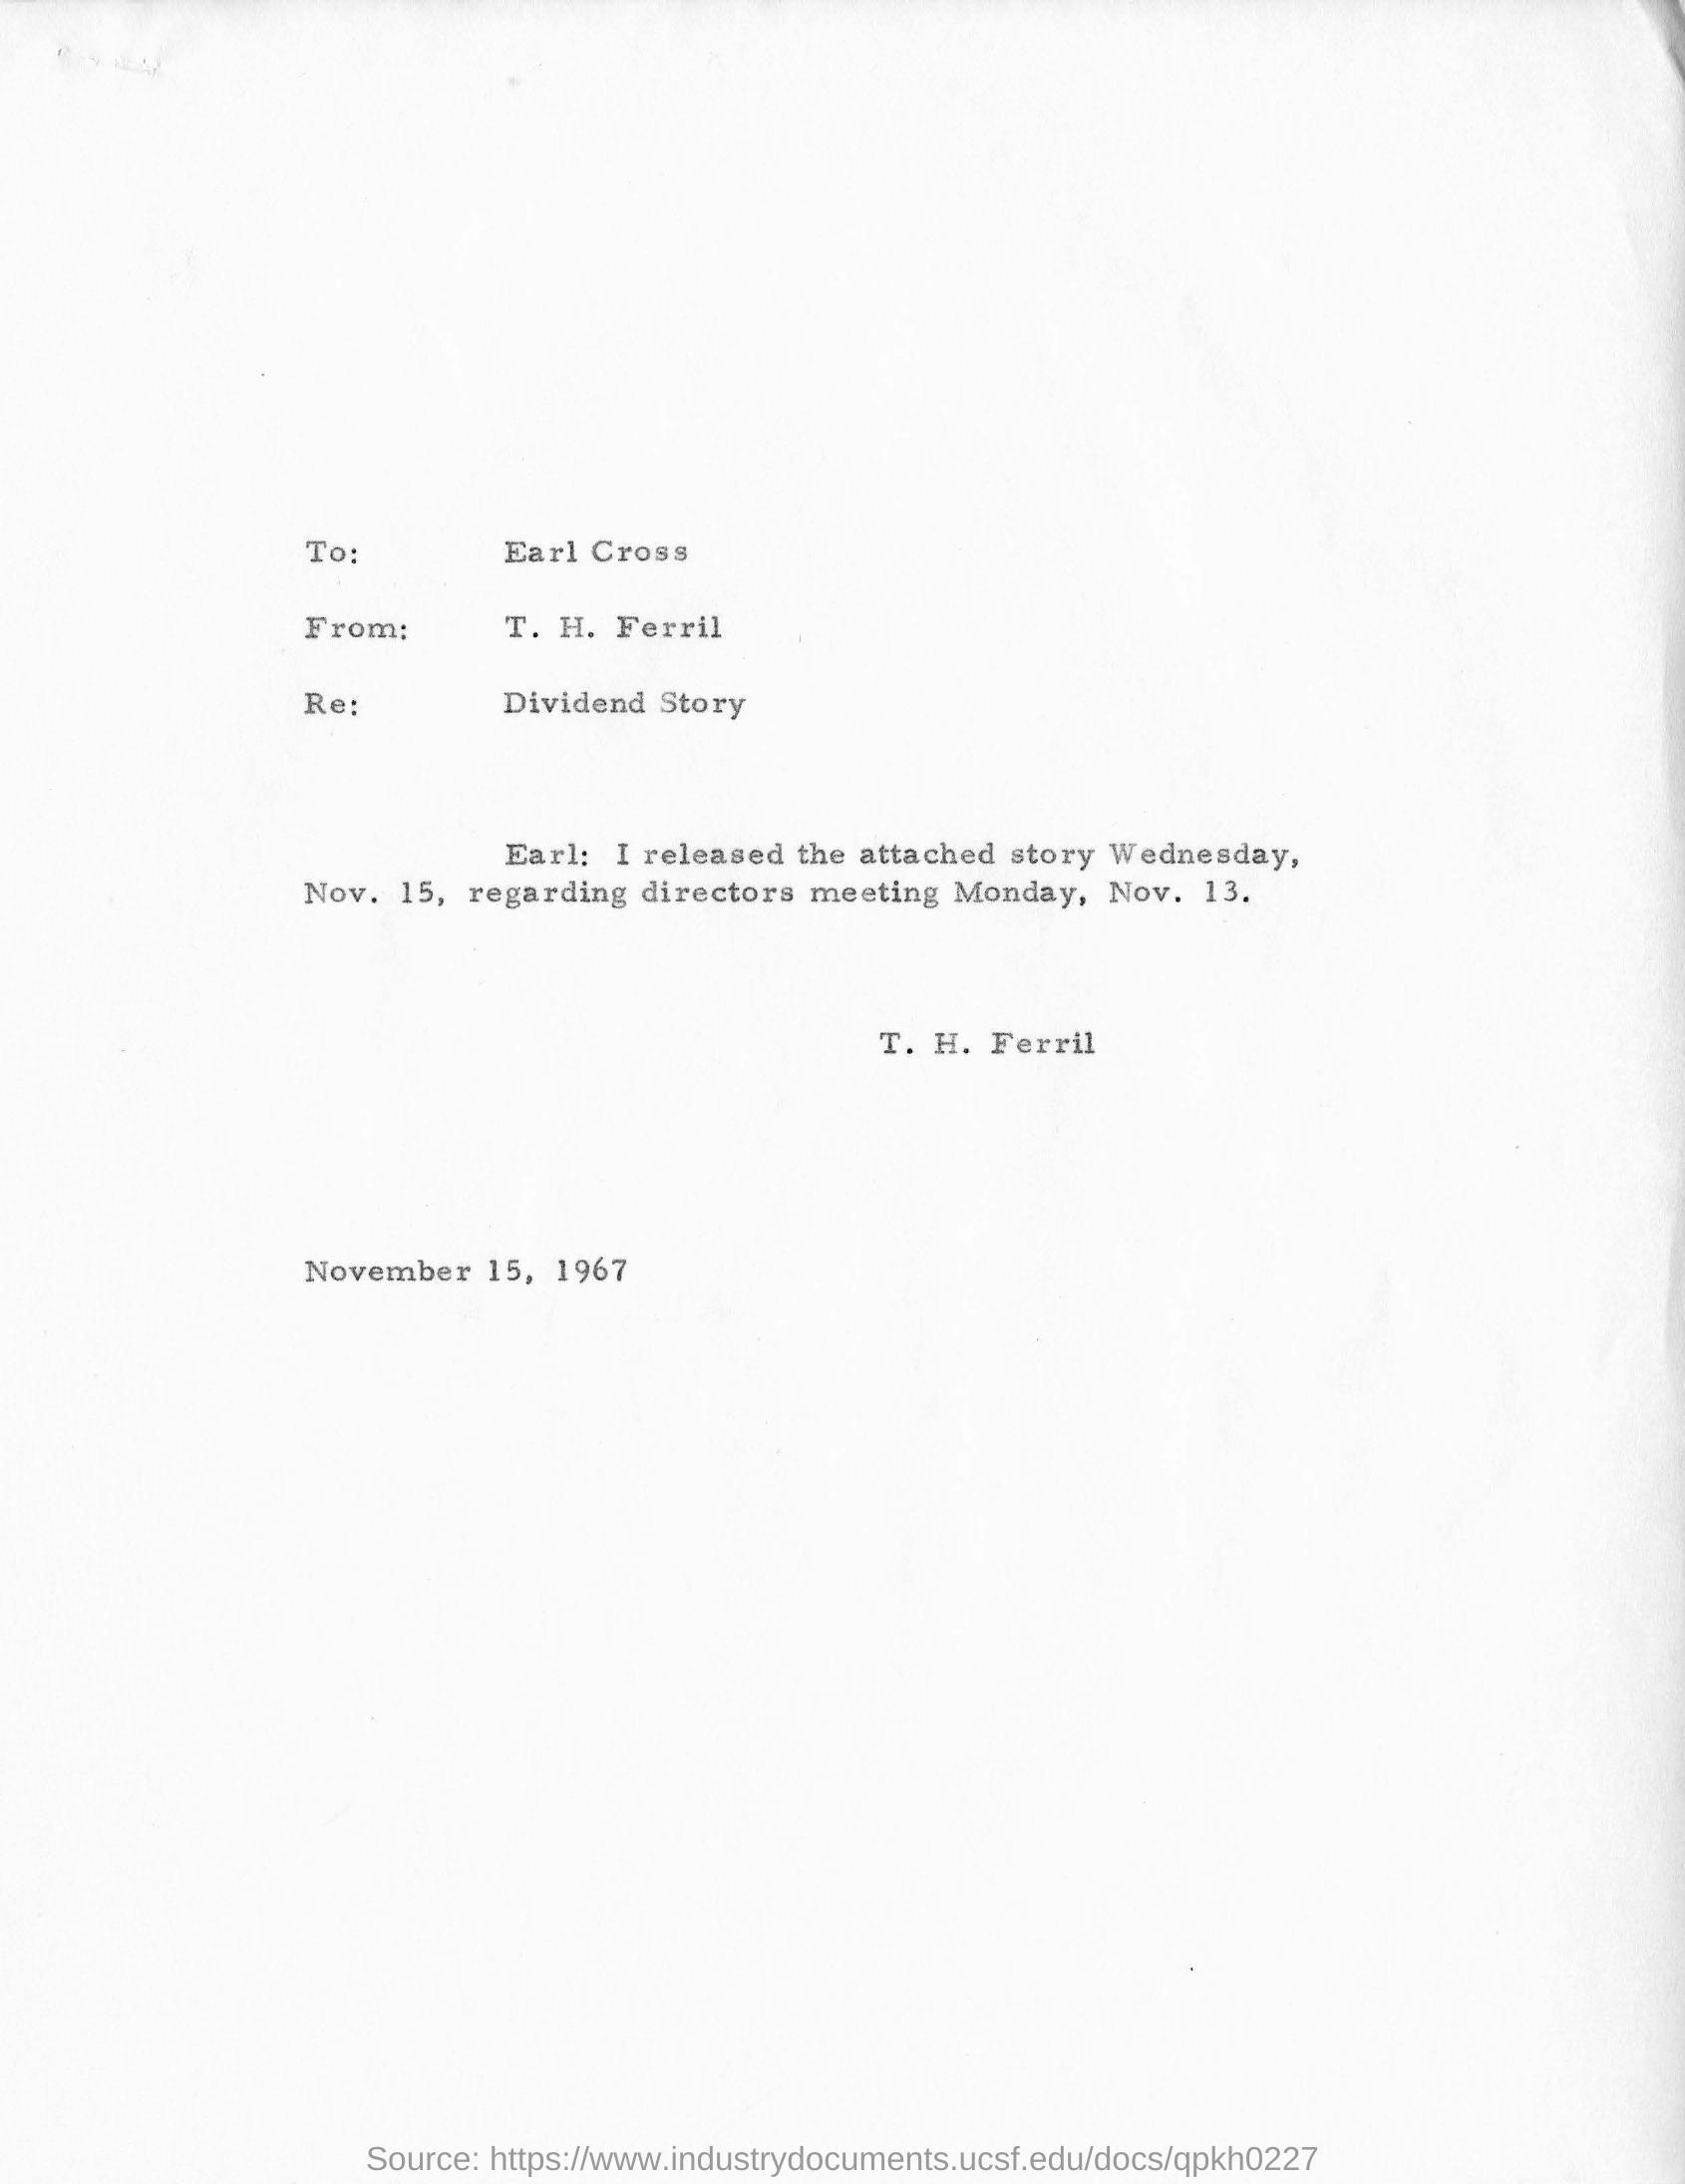 To: Earl Cross
From: T. H. Ferril
Re: Dividend Story
Earl: I released the attached story Wednesday,
Nov. 15, regarding directors meeting Monday, Nov. 13.
T. H. Ferril
November 15, 1967
Source: https://www.industrydocuments.ucsf.edu/docs/qpkh0227